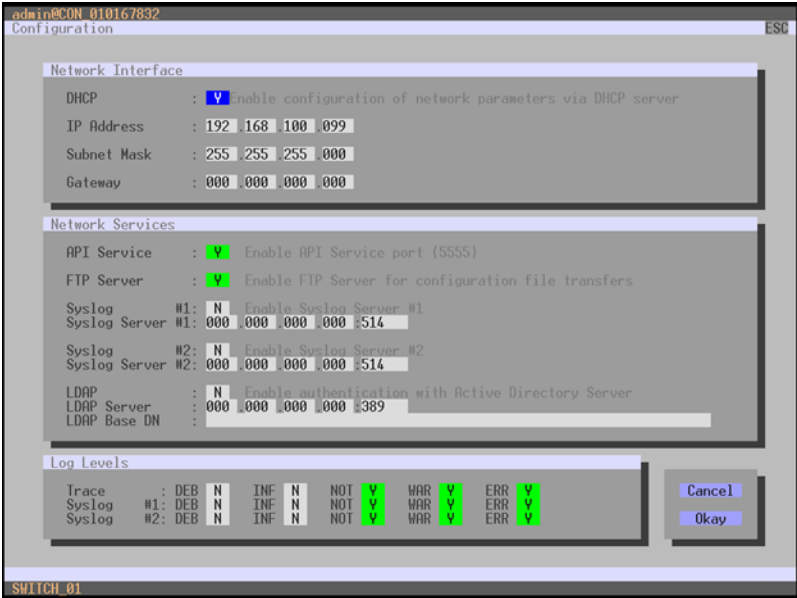 admin@CON_010167832
Configuration ESC
Network Interface
DHCP : Y Enable configuration of network parameters via DHCP server
IP Address : 192 .168 .100 .099
Subnet Mask : 255 .255 .255 .000
Gateway : 000 .000 .000 .000
Network Services
API Service : Y Enable API Service port (5555)
FTP Server : Y Enable FTP Server for configuration file transfers
Syslog #1: N Enable Syslog Server #1
Syslog Server #1: 000 .000 .000 .000 :514
Syslog #2: N Enable Syslog Server #2
Syslog Server #2: 000 .000 .000 .000 :514
LDAP : N Enable authentication with Active Directory Server
LDAP Server : 000 .000 .000 .000 :389
LDAP Base DN :
Log Levels
Trace : DEB N INF N NOT Y WAR Y ERR Y
Syslog #1: DEB N INF N NOT Y WAR Y ERR Y
Syslog #2: DEB N INF N NOT Y WAR Y ERR Y
Cancel
Okay
SWITCH_01